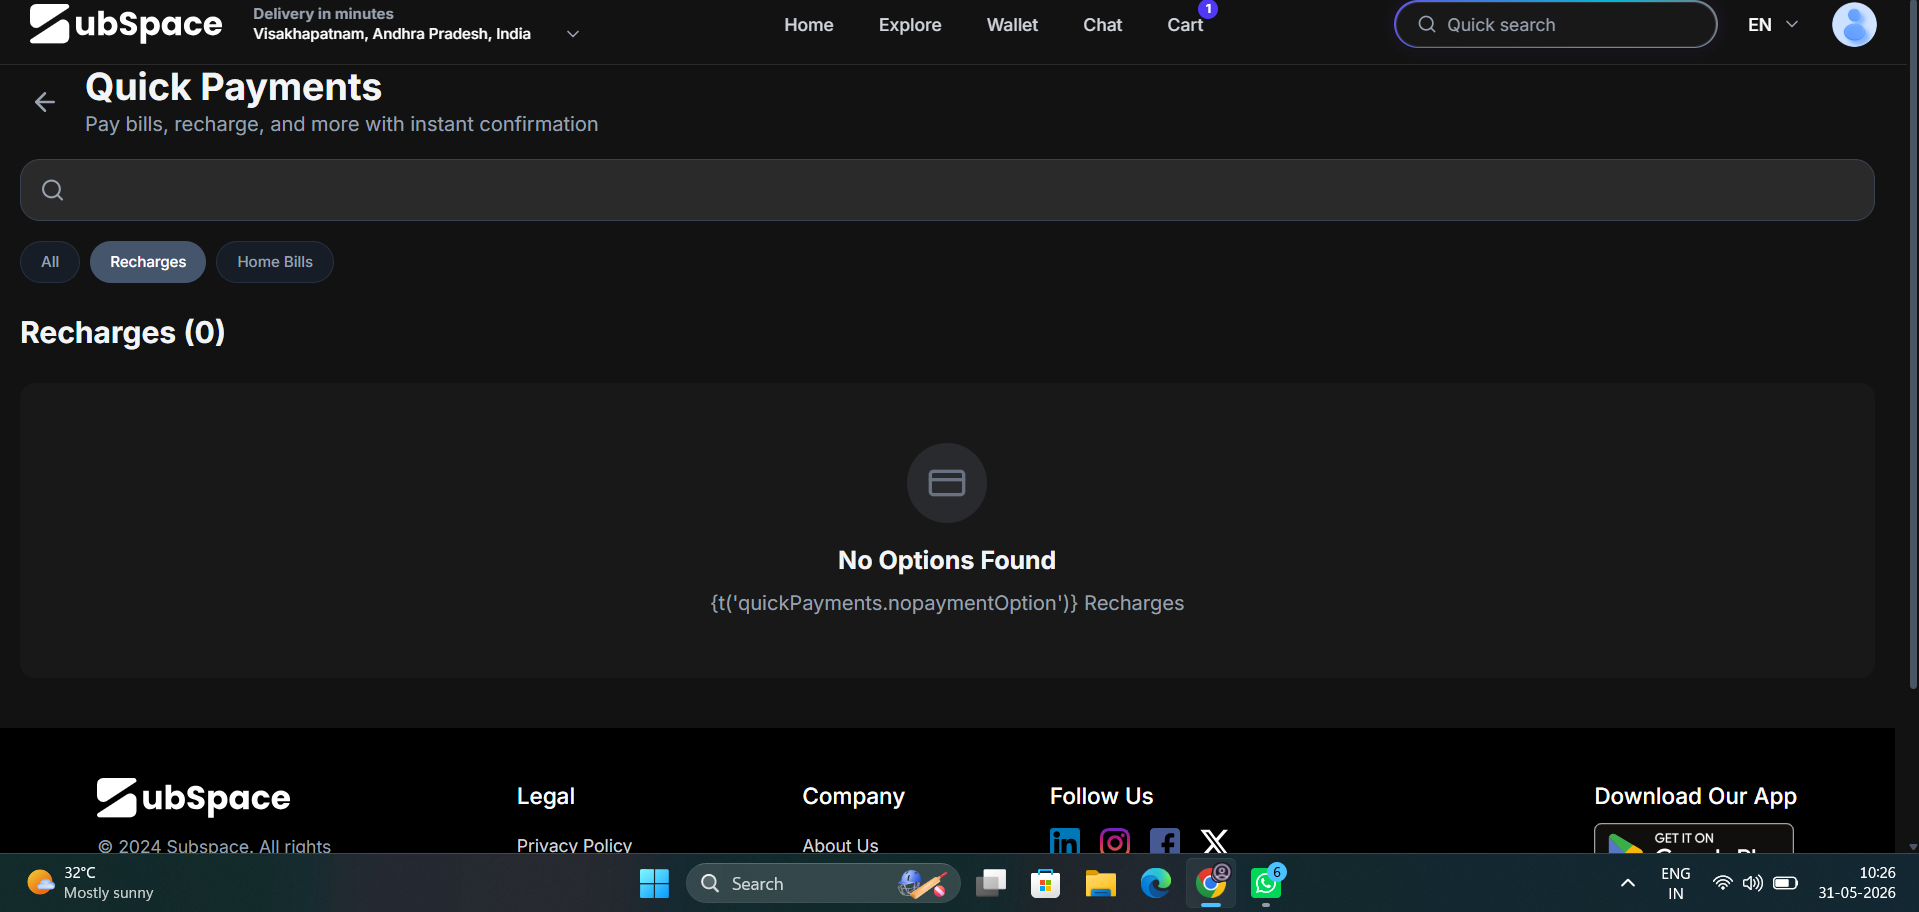 ubSpace
Delivery in minutes
Visakhapatnam, Andhra Pradesh, India
Home
Explore
Wallet
Chat
Cart
1
Quick search
EN
Quick Payments
Pay bills, recharge, and more with instant confirmation
All
Recharges
Home Bills
Recharges (0)
No Options Found
{t('quickPayments.nopaymentOption')} Recharges
ubSpace
© 2024 Subspace. All rights
Legal
Privacy Policy
Company
About Us
Follow Us
Download Our App
GET IT ON
32°C
Mostly sunny
Search
6
ENG
IN
10:26
31-05-2026